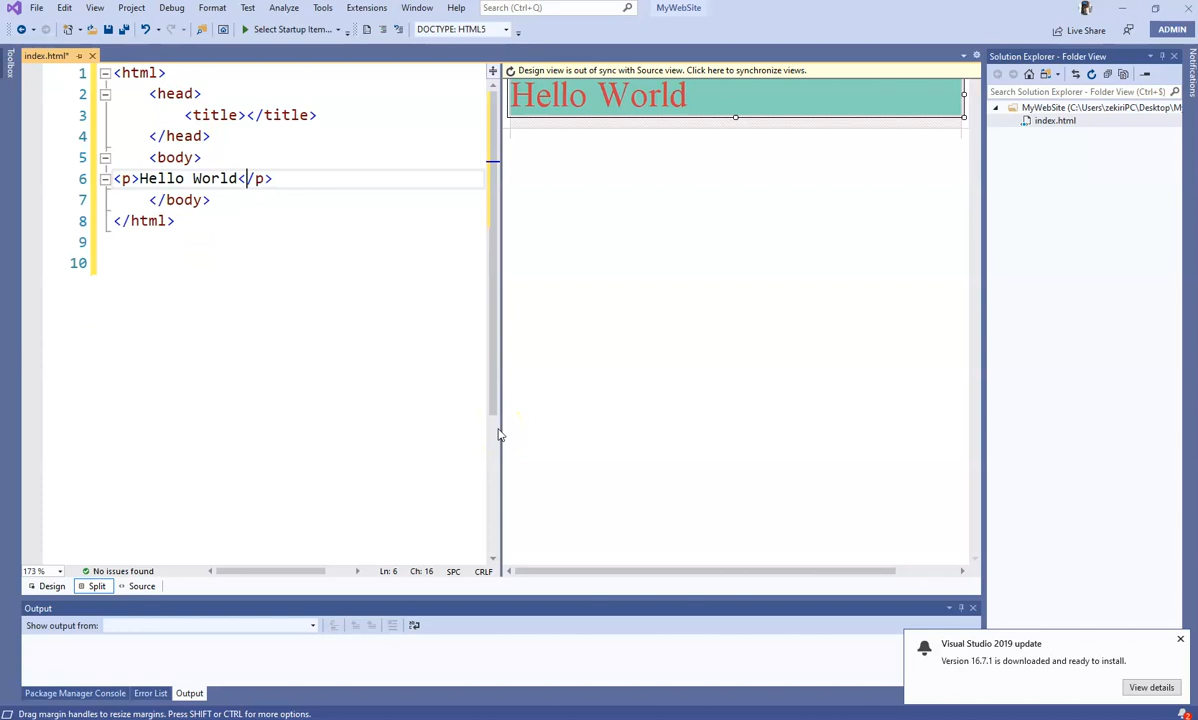 File Edit View Project Debug Format Test Analyze Tools Extensions Window Help Search (Ctrl+Q) MyWebSite
Select Startup Item... DOCTYPE: HTML5 Live Share ADMIN
Toolbox
index.html*
1 <html>
2 <head>
3 <title></title>
4 </head>
5 <body>
6 <p>Hello World</p>
7 </body>
8 </html>
9
10
Design view is out of sync with Source view. Click here to synchronize views.
Hello World
Solution Explorer - Folder View
Search Solution Explorer - Folder View (Ctrl+$)
MyWebSite (C:\Users\zekiriPC\Desktop\M
index.html
Notifications
173 % No issues found Ln: 6 Ch: 16 SPC CRLF
Design Split Source
Output
Show output from:
Package Manager Console Error List Output
Visual Studio 2019 update
Version 16.7.1 is downloaded and ready to install.
View details
Drag margin handles to resize margins. Press SHIFT or CTRL for more options.
2